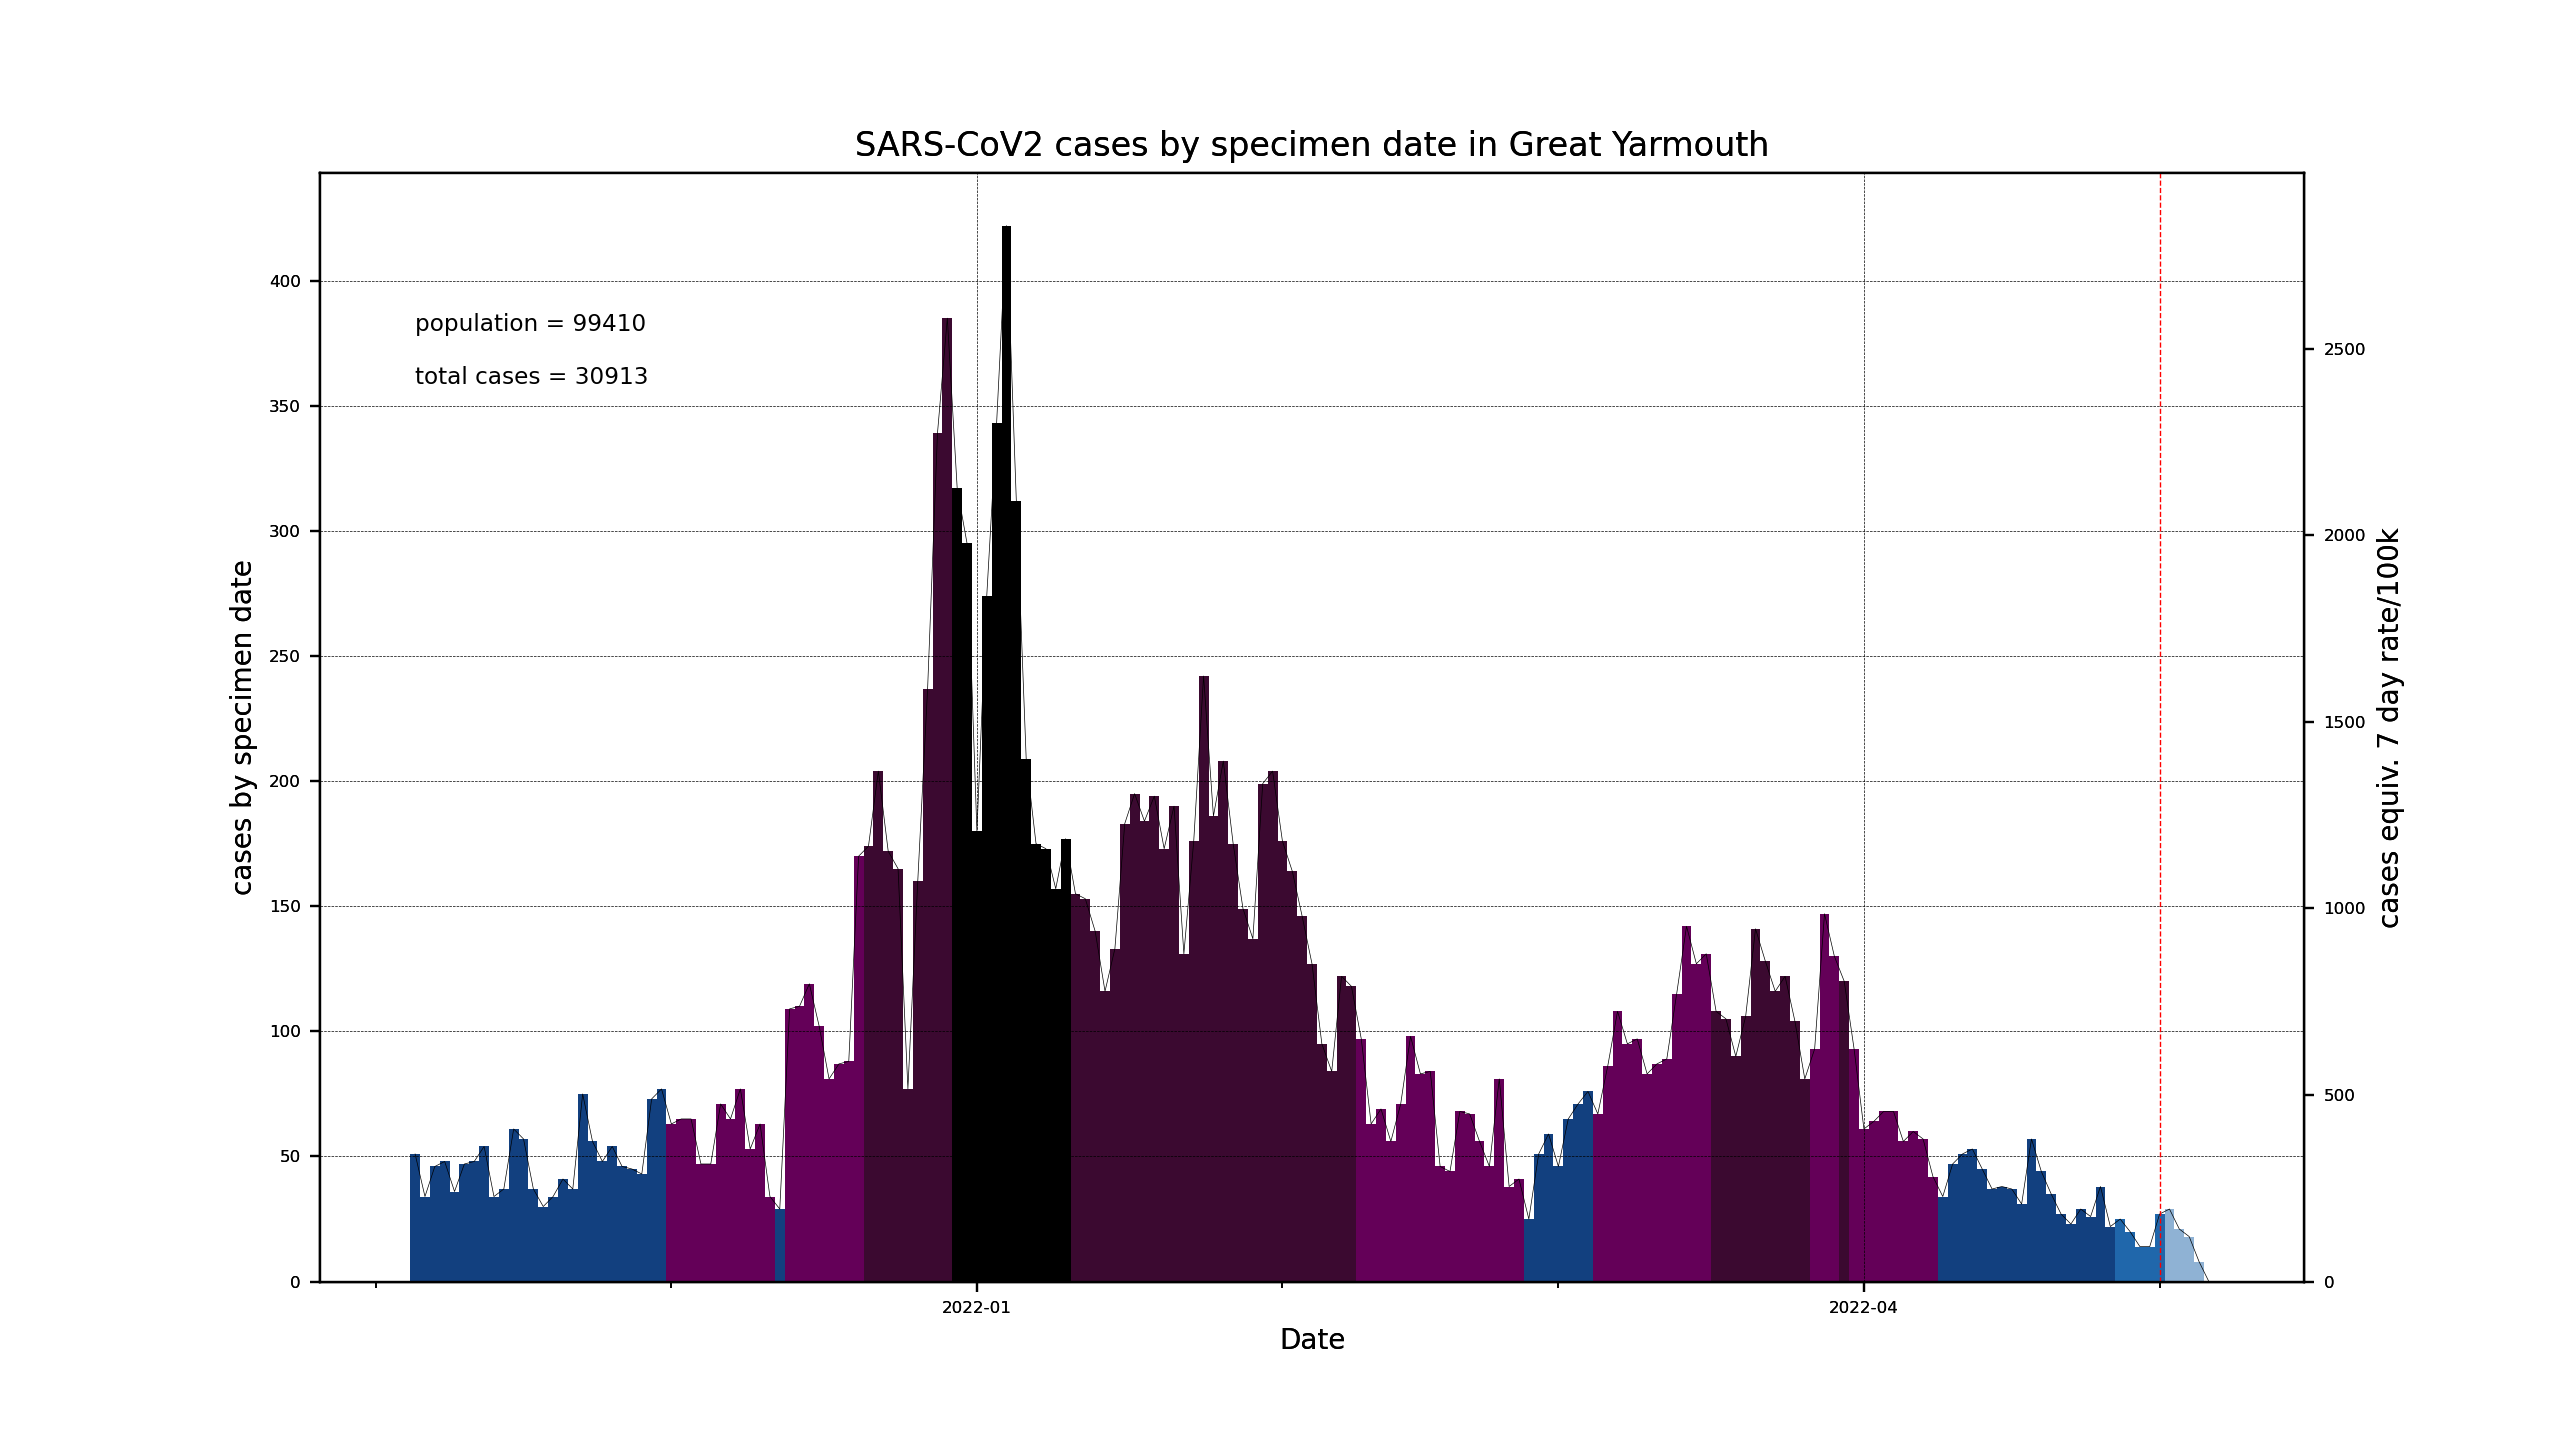 SARS-CoV2 cases by specimen date in Great Yarmouth
population = 99410
total cases = 30913
cases by specimen date
400
350
300
250
200
150
100
50
0
2500
2000
1500
1000
500
0
cases equiv. 7 day rate/100k
2022-01
2022-04
Date